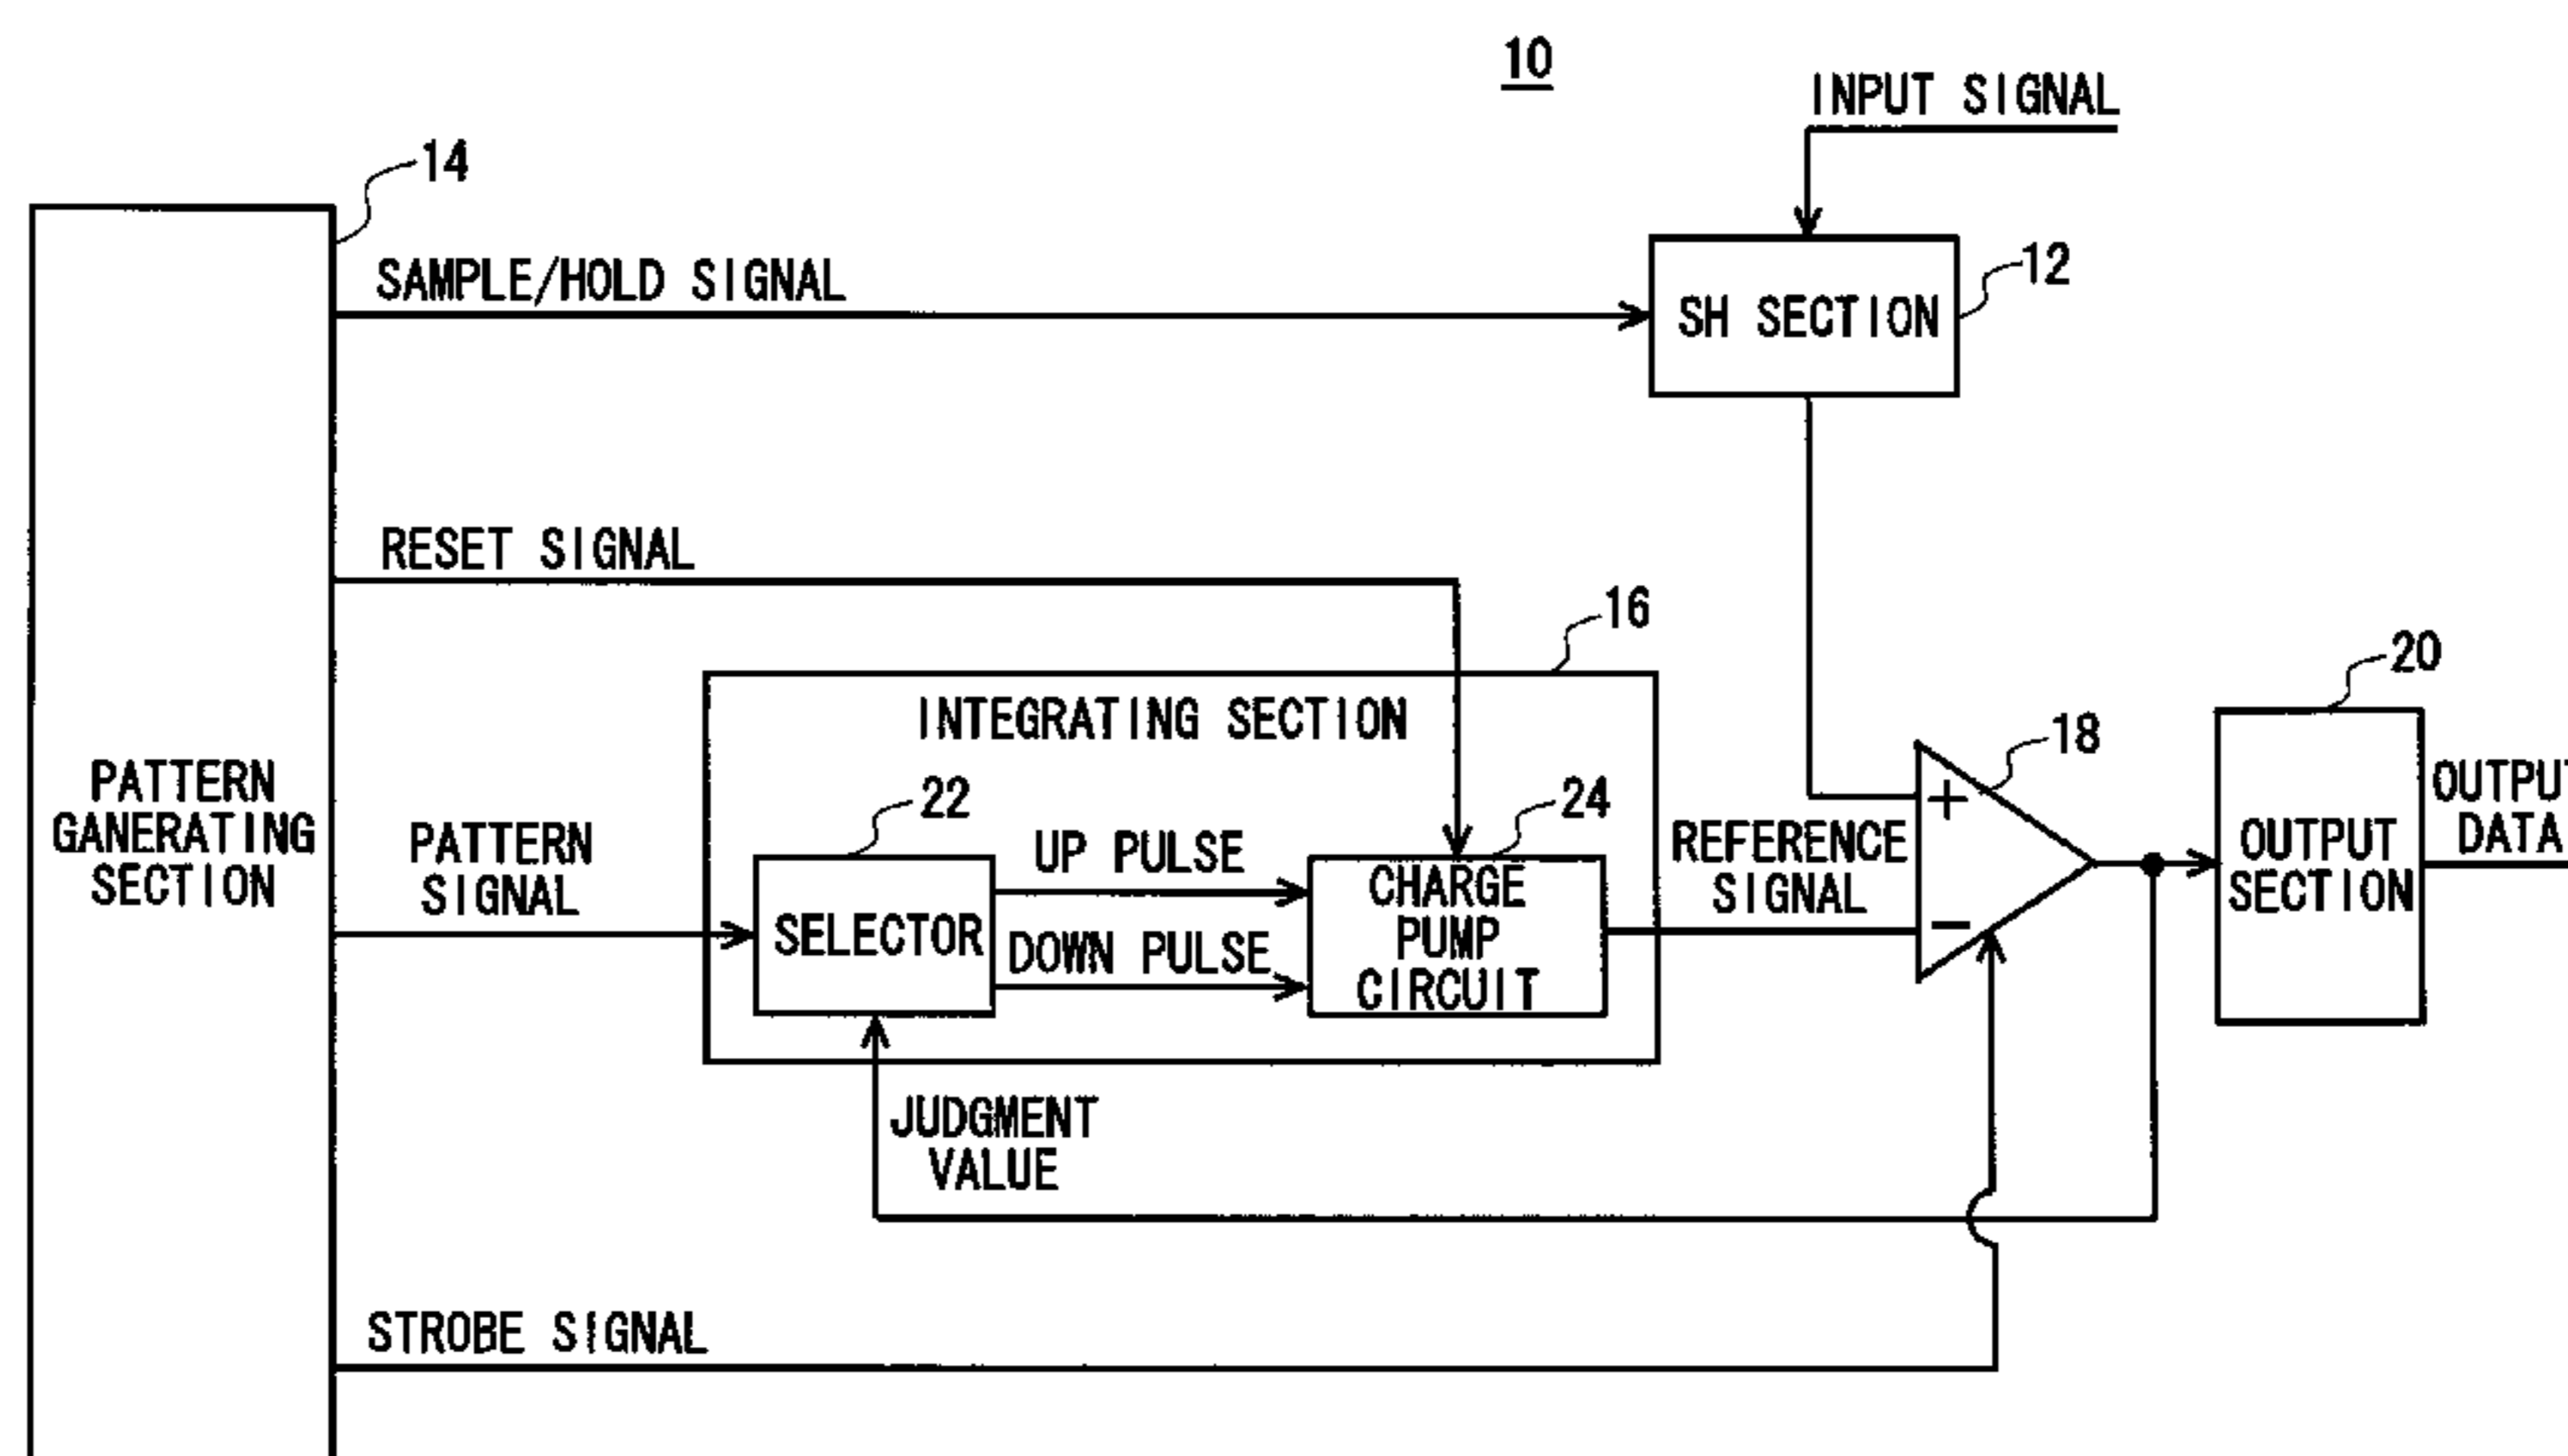 10
INPUT SIGNAL
14
SAMPLE/HOLD SIGNAL
12
SH SECTION
RESET SIGNAL
16
INTEGRATING SECTION
20
18
PATTERN
GANERATING
SECTION
PATTERN
SIGNAL
22
SELECTOR
UP PULSE
DOWN PULSE
24
CHARGE
PUMP
CIRCUIT
REFERENCE
SIGNAL
+
−
OUTPUT
SECTION
OUTPUT
DATA
JUDGMENT
VALUE
STROBE SIGNAL